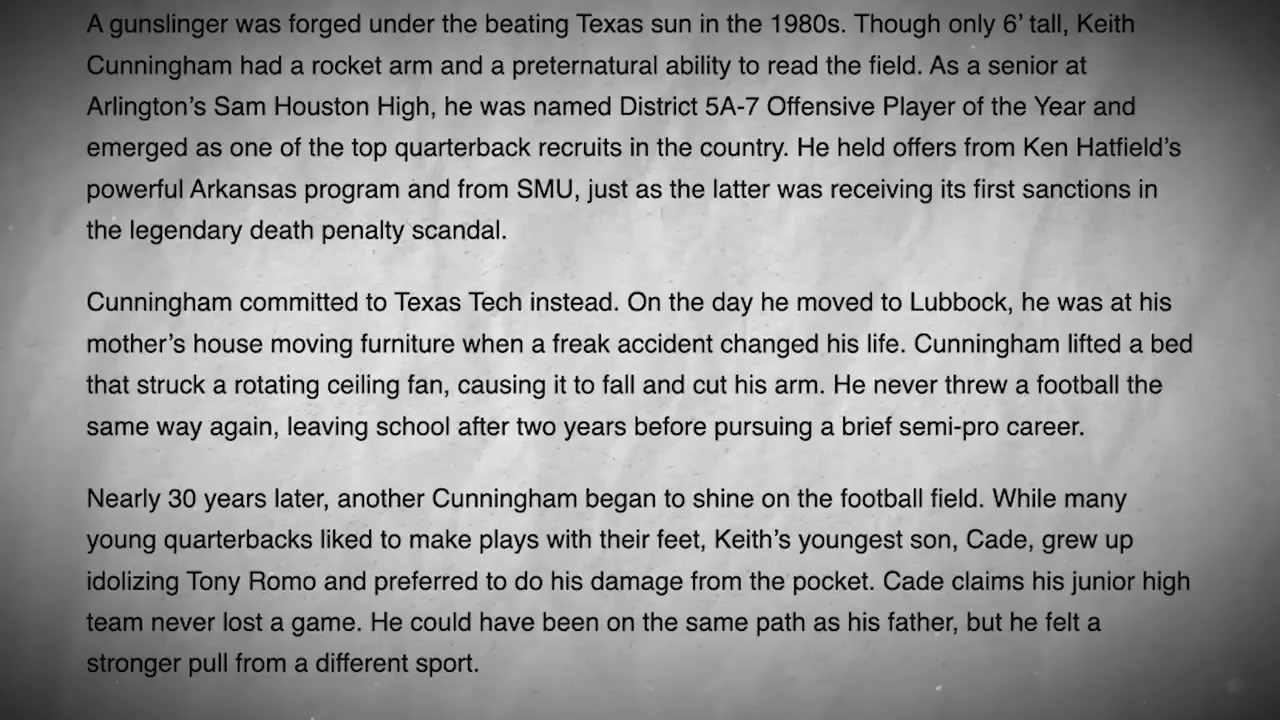 A gunslinger was forged under the beating Texas sun in the 1980s. Though only 6’ tall, Keith
Cunningham had a rocket arm and a preternatural ability to read the field. As a senior at
Arlington’s Sam Houston High, he was named District 5A-7 Offensive Player of the Year and
emerged as one of the top quarterback recruits in the country. He held offers from Ken Hatfield’s
powerful Arkansas program and from SMU, just as the latter was receiving its first sanctions in
the legendary death penalty scandal.
Cunningham committed to Texas Tech instead. On the day he moved to Lubbock, he was at his
mother’s house moving furniture when a freak accident changed his life. Cunningham lifted a bed
that struck a rotating ceiling fan, causing it to fall and cut his arm. He never threw a football the
same way again, leaving school after two years before pursuing a brief semi-pro career.
Nearly 30 years later, another Cunningham began to shine on the football field. While many
young quarterbacks liked to make plays with their feet, Keith’s youngest son, Cade, grew up
idolizing Tony Romo and preferred to do his damage from the pocket. Cade claims his junior high
team never lost a game. He could have been on the same path as his father, but he felt a
stronger pull from a different sport.